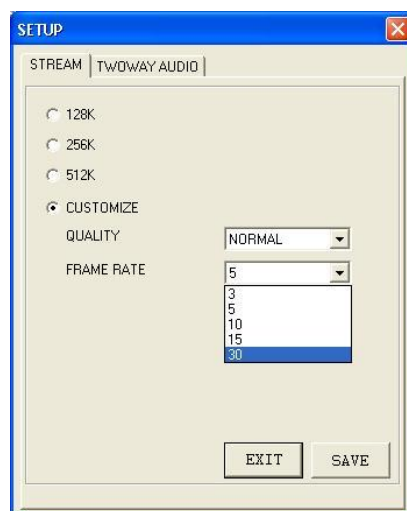 SETUP
STREAM TWOWAY AUDIO
128K
256K
512K
CUSTOMIZE
QUALITY NORMAL
FRAME RATE 5
3
5
10
15
30
EXIT SAVE